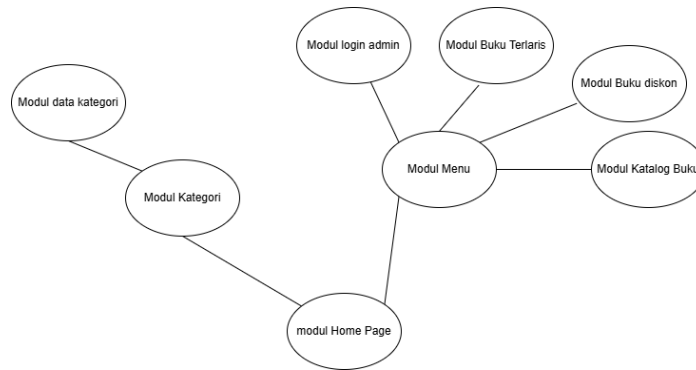 Modul login admin
Modul Buku Terlaris
Modul Buku diskon
Modul data kategori
Modul Menu
Modul Katalog Buku
Modul Kategori
modul Home Page